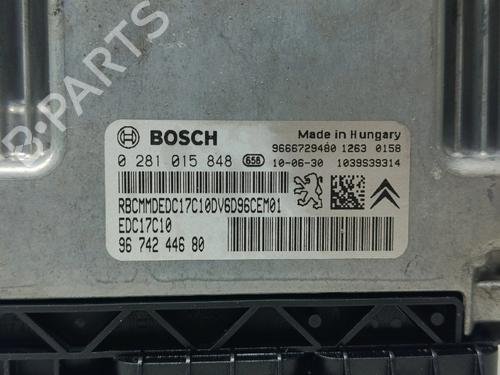 B-PARTS
BOSCH
Made in Hungary
9666729480 1263 0158
0 281 015 848 658 10-06-30 1039S39314
RBCMMDEDC17C10DV6D96CEM01
EDC17C10
96 742 446 80